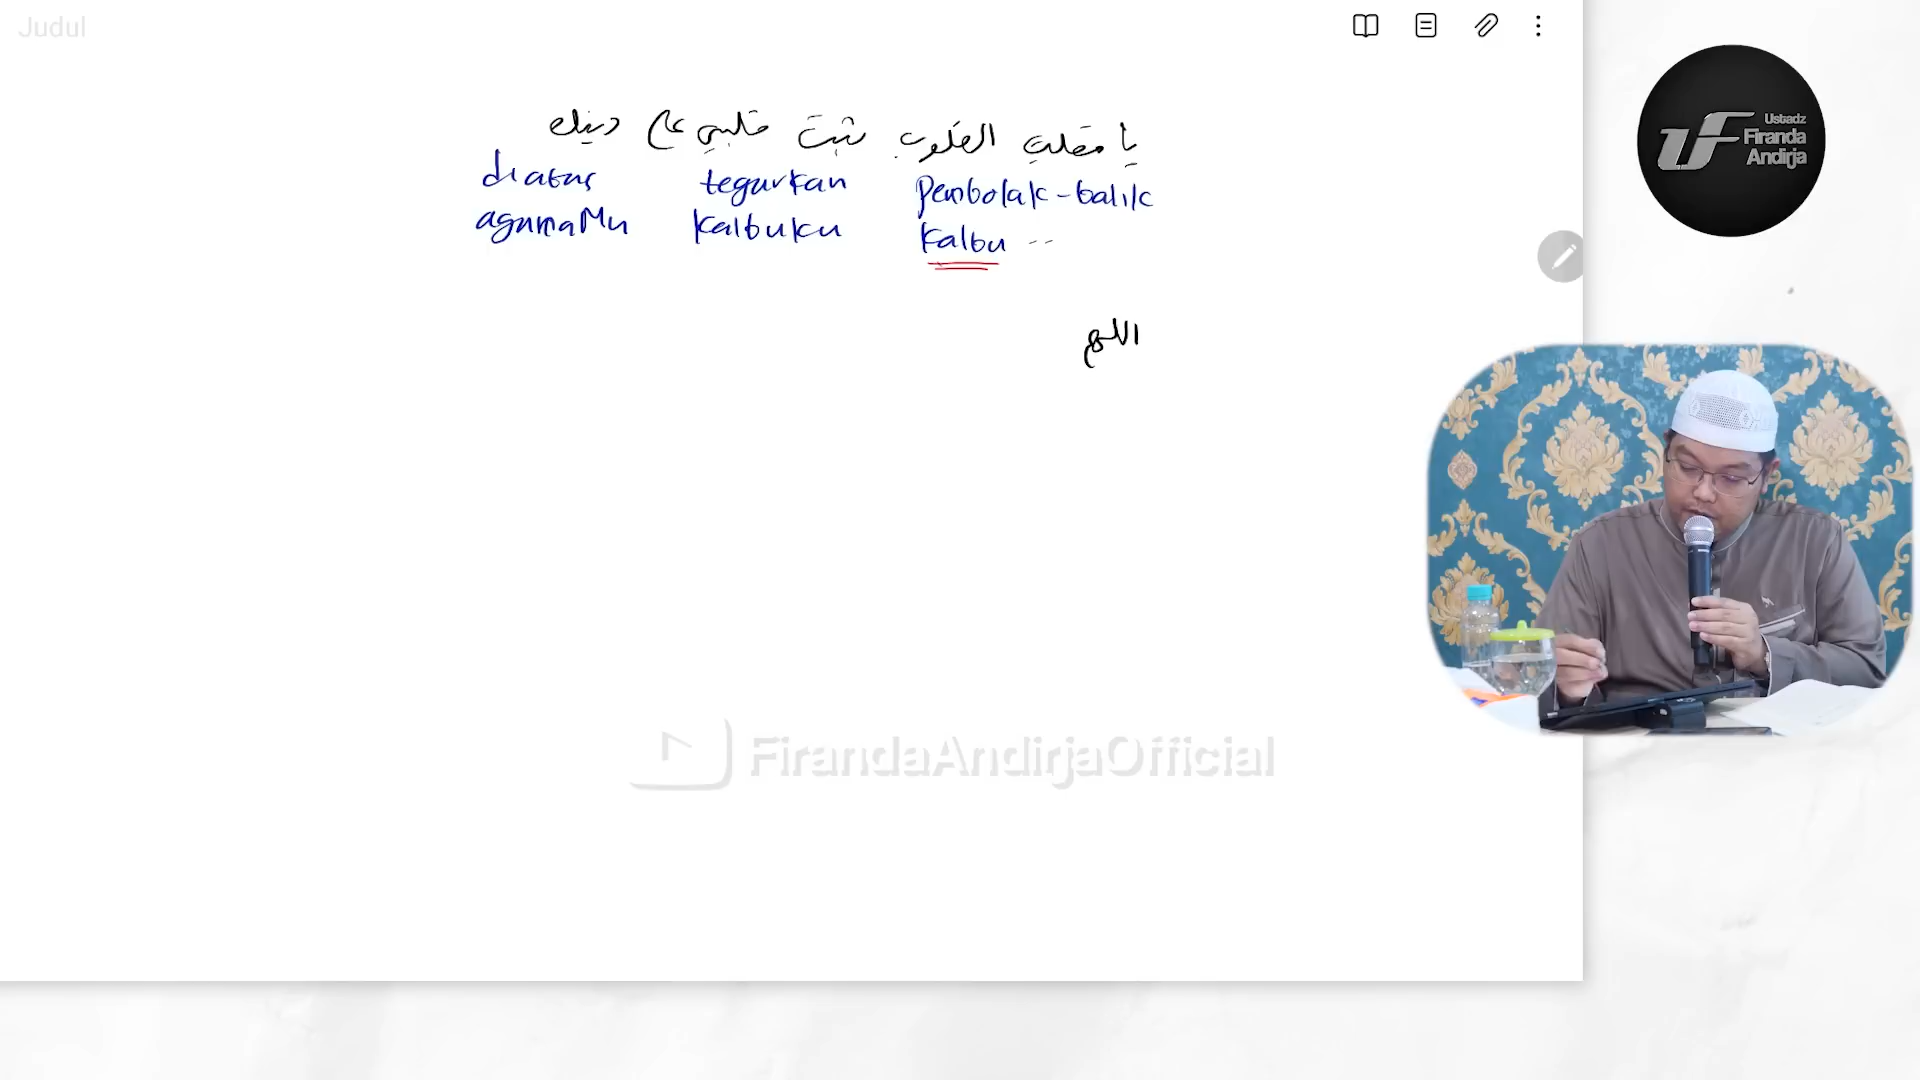 Judul
يا مقلب القلوب ثبت قلبي على دينك
diatas tegurkan Pembolak-balik
agamaMu kalbuku kalbu --
اللهم
Ustadz
Firanda
Andirja
FirandaAndirjaOfficial